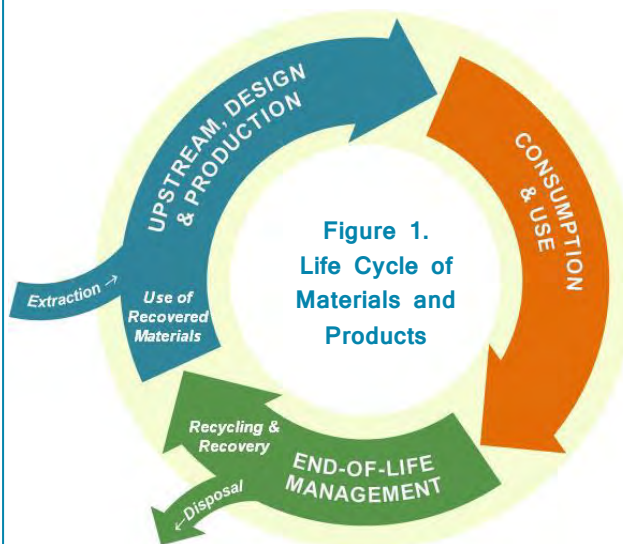 UPSTREAM, DESIGN
& PRODUCTION
CONSUMPTION
& USE
Figure 1.
Life Cycle of
Materials and
Products
Extraction →
Use of
Recovered
Materials
Recycling &
Recovery
END-OF-LIFE
MANAGEMENT
←Disposal